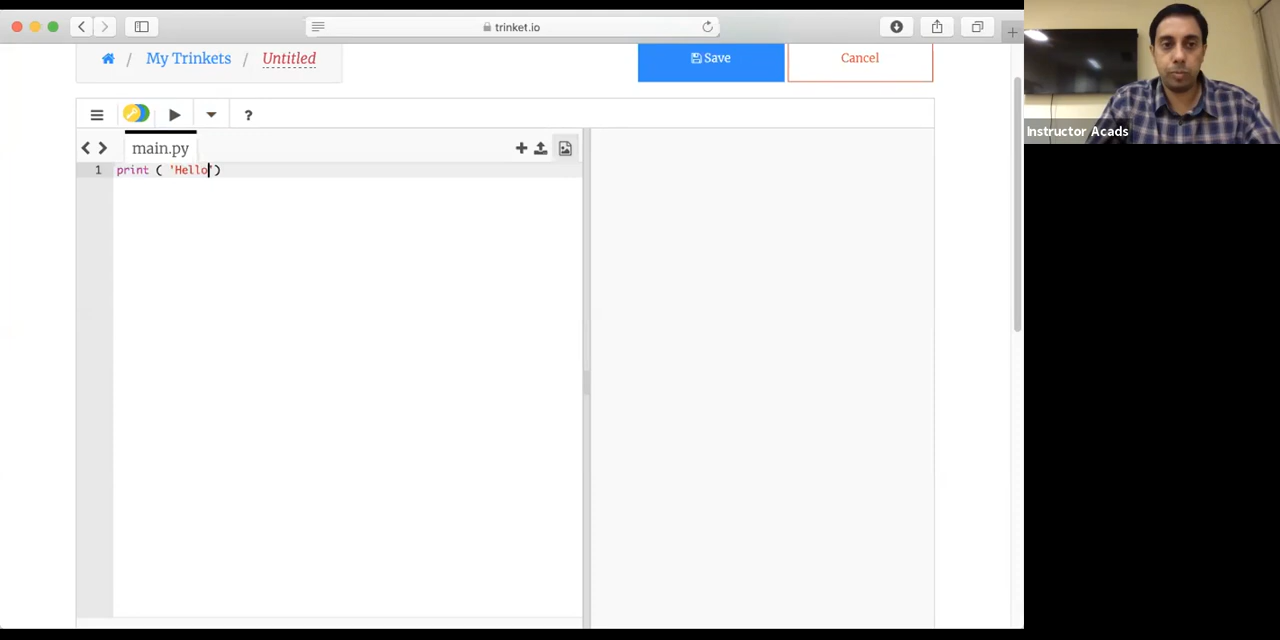 trinket.io
/ My Trinkets / Untitled
Save
Cancel
?
main.py
1 print ( 'Hello')
Instructor Acads